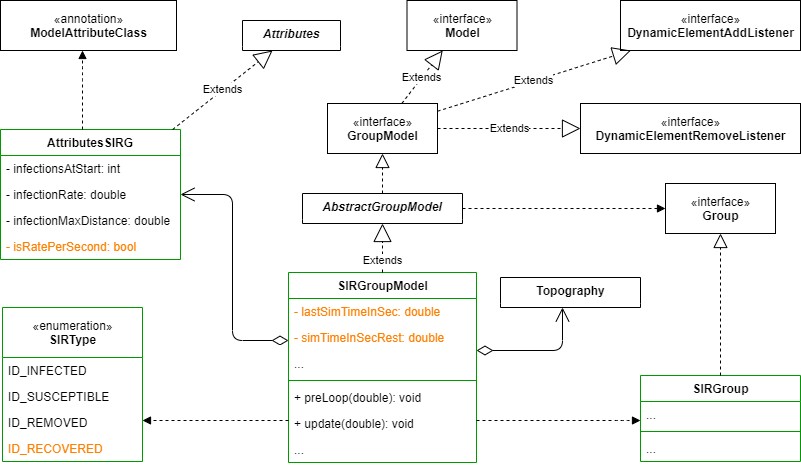 «annotation»
ModelAttributeClass
Attributes
«interface»
Model
«interface»
DynamicElementAddListener
Extends
Extends
Extends
«interface»
GroupModel
Extends
«interface»
DynamicElementRemoveListener
AttributesSIRG
- infectionsAtStart: int
- infectionRate: double
- infectionMaxDistance: double
- isRatePerSecond: bool
AbstractGroupModel
«interface»
Group
Extends
SIRGroupModel
- lastSimTimeInSec: double
- simTimeInSecRest: double
...
+ preLoop(double): void
+ update(double): void
...
Topography
«enumeration»
SIRType
ID_INFECTED
ID_SUSCEPTIBLE
ID_REMOVED
ID_RECOVERED
SIRGroup
...
...